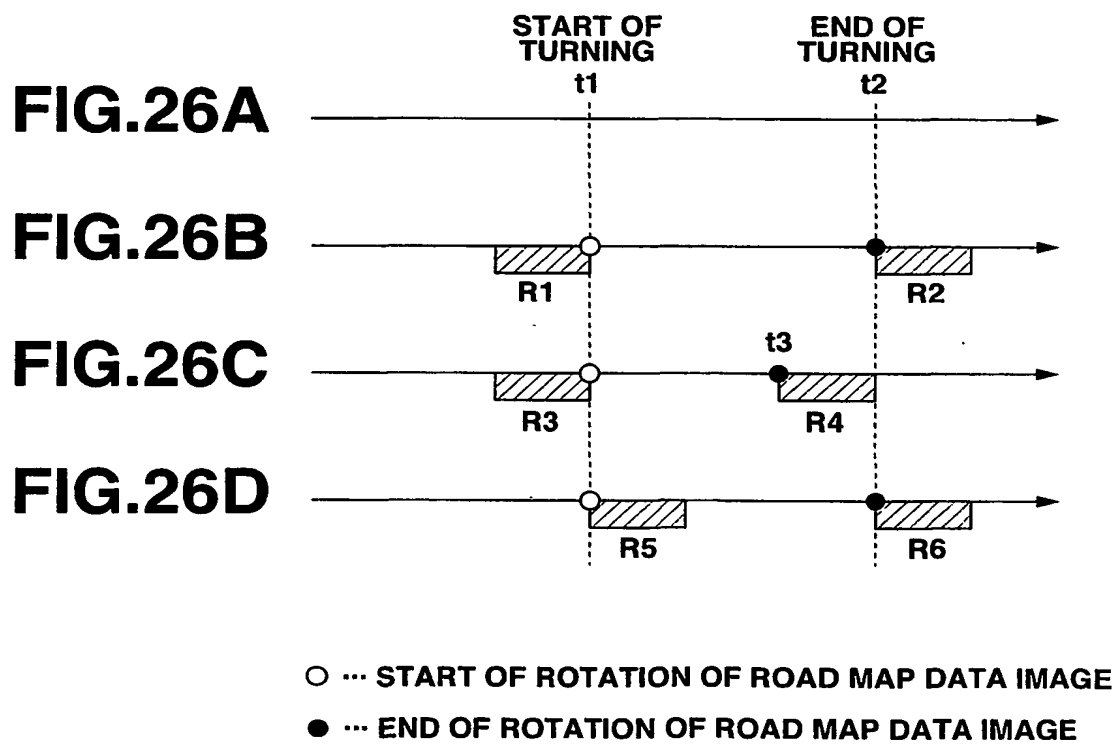 START OF
TURNING
t1
END OF
TURNING
t2
FIG.26A
FIG.26B
R1
R2
FIG.26C
t3
R3
R4
FIG.26D
R5
R6
○ ··· START OF ROTATION OF ROAD MAP DATA IMAGE
● ··· END OF ROTATION OF ROAD MAP DATA IMAGE